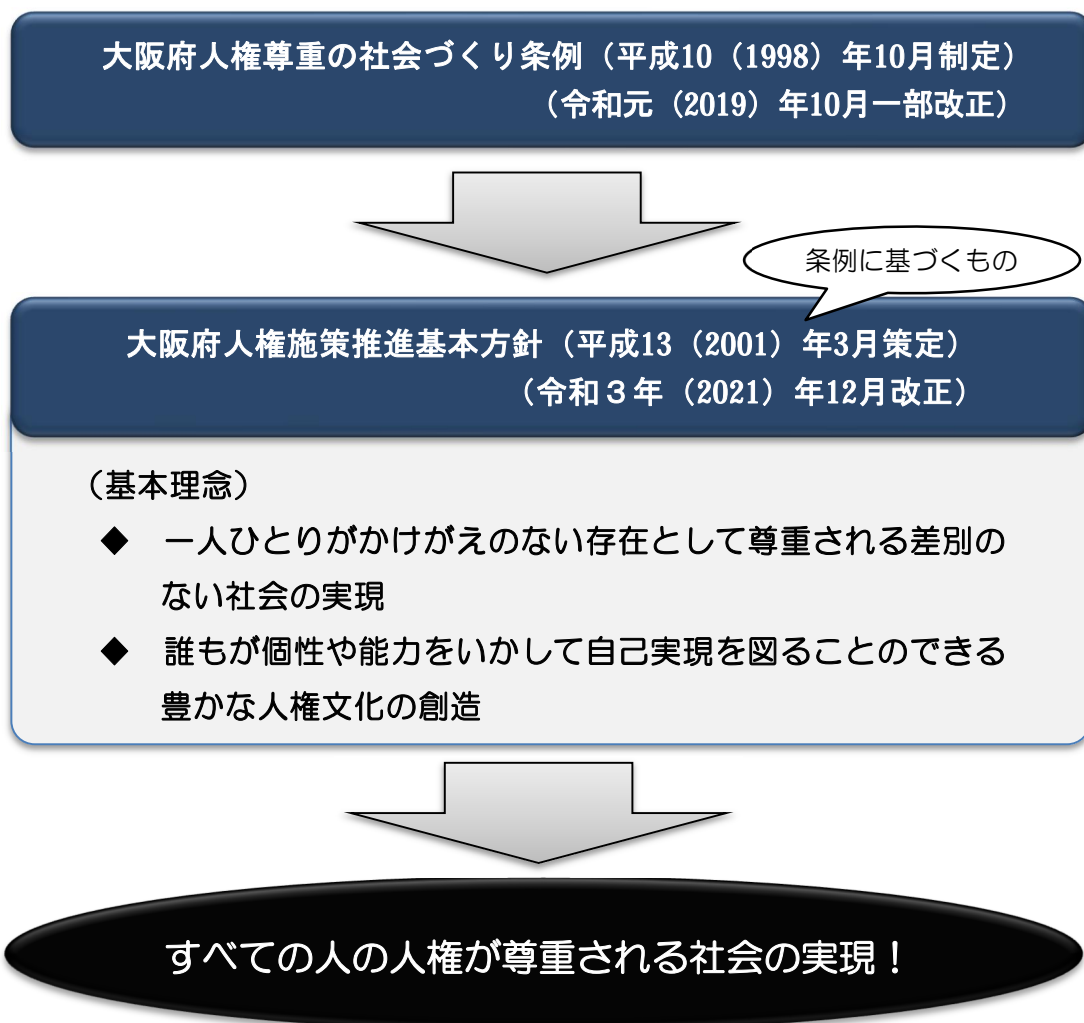 大阪府人権尊重の社会づくり条例（平成10（1998）年10月制定）
（令和元（2019）年10月一部改正）
条例に基づくもの
大阪府人権施策推進基本方針（平成13（2001）年3月策定）
（令和３年（2021）年12月改正）
（基本理念）
◆　一人ひとりがかけがえのない存在として尊重される差別の
ない社会の実現
◆　誰もが個性や能力をいかして自己実現を図ることのできる
豊かな人権文化の創造
すべての人の人権が尊重される社会の実現！